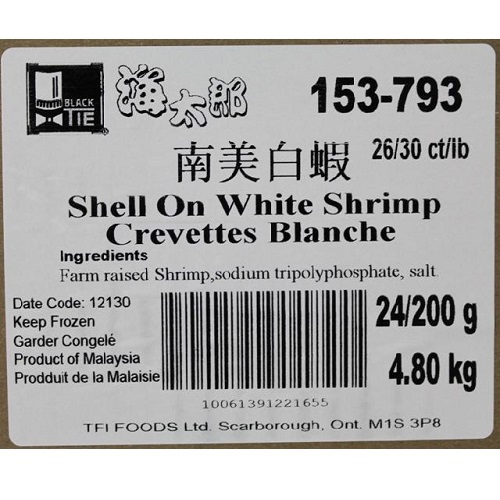 BLACK TIE ® 海太郎 153-793
南美白蝦 26/30 ct/lb
Shell On White Shrimp
Crevettes Blanche
Ingredients
Farm raised Shrimp,sodium tripolyphosphate, salt.
Date Code: 12130
Keep Frozen
Garder Congelé
Product of Malaysia
Prodduit de la Malaisie
24/200 g
4.80 kg
10061391221655
TFI FOODS Ltd. Scarborough, Ont. M1S 3P8